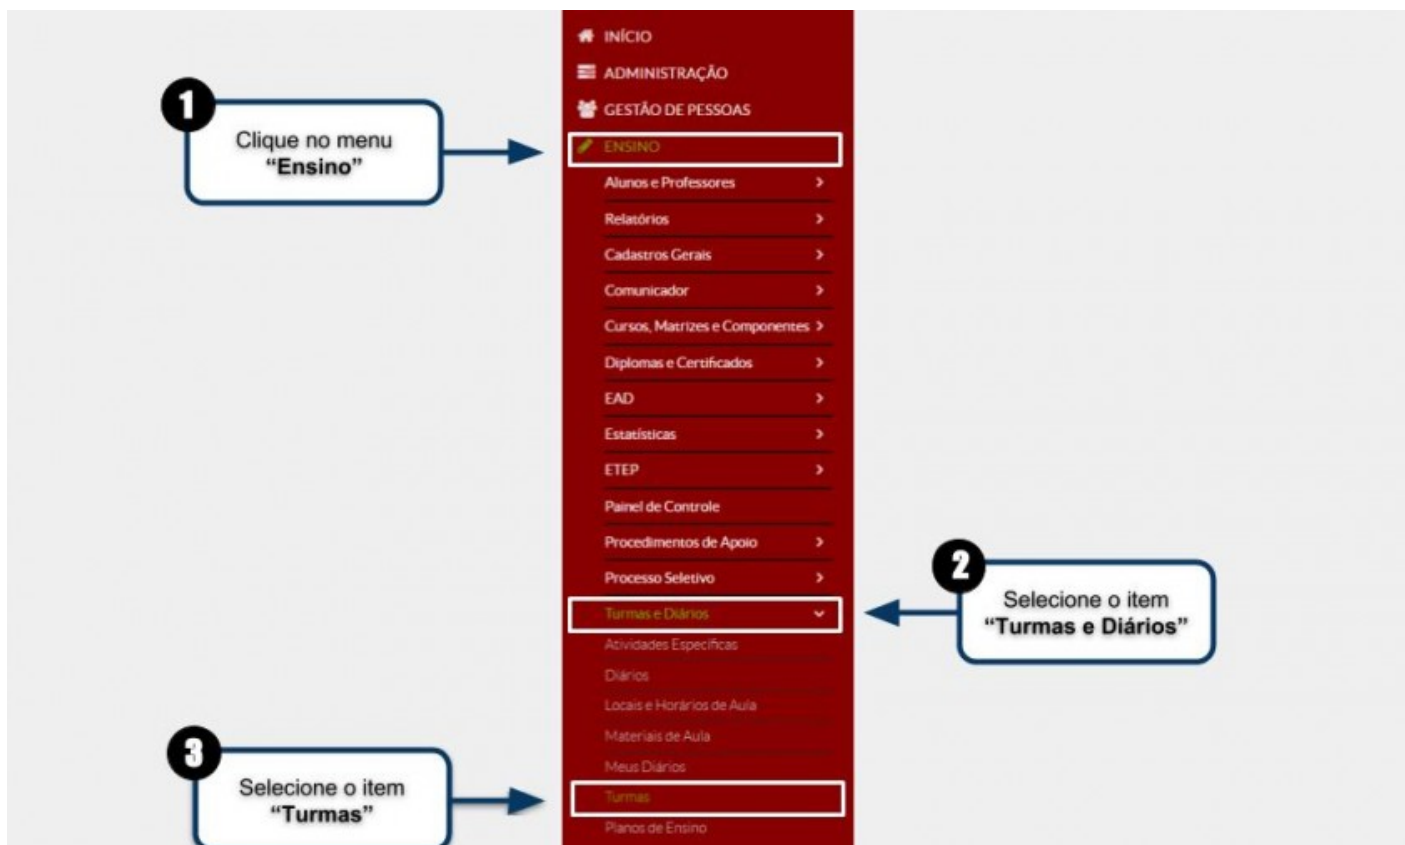 INÍCIO
ADMINISTRAÇÃO
GESTÃO DE PESSOAS
1
Clique no menu
“Ensino”
ENSINO
Alunos e Professores
Relatórios
Cadastros Gerais
Comunicador
Cursos, Matrizes e Componentes
Diplomas e Certificados
EAD
Estatísticas
ETEP
Painel de Controle
Procedimentos de Apoio
Processo Seletivo
2
Selecione o item
“Turmas e Diários”
Turmas e Diários
Atividades Específicas
Diários
Locais e Horários de Aula
Materiais de Aula
Meus Diários
3
Selecione o item
“Turmas”
Turmas
Planos de Ensino